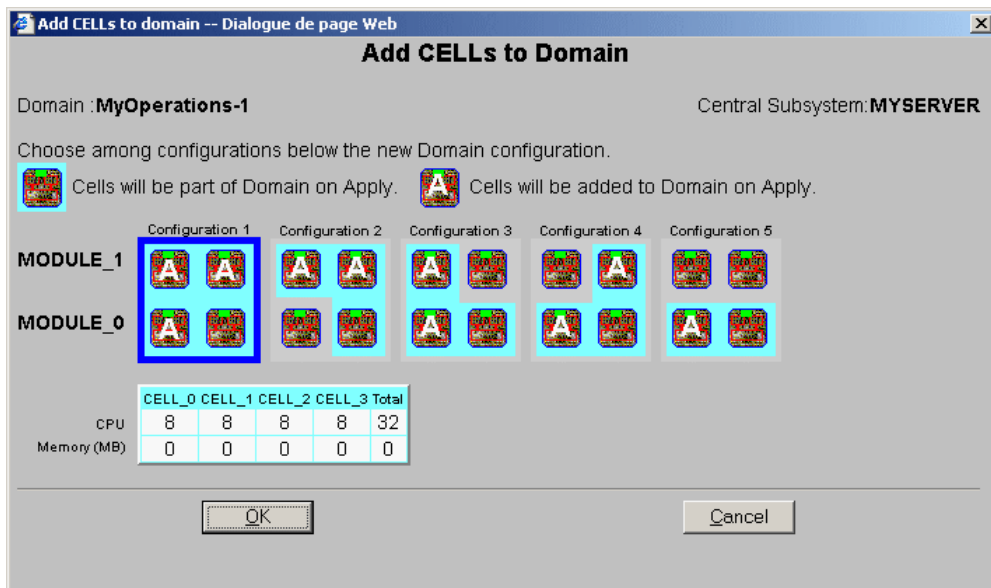 Add CELLs to domain -- Dialogue de page Web
Add CELLs to Domain
Domain :MyOperations-1 Central Subsystem:MYSERVER
Choose among configurations below the new Domain configuration.
Cells will be part of Domain on Apply. A Cells will be added to Domain on Apply.
Configuration 1 Configuration 2 Configuration 3 Configuration 4 Configuration 5
MODULE_1 A A A A A A
MODULE_0 A A A A
CELL_0 CELL_1 CELL_2 CELL_3 Total
CPU 8 8 8 8 32
Memory (MB) 0 0 0 0 0
OK Cancel